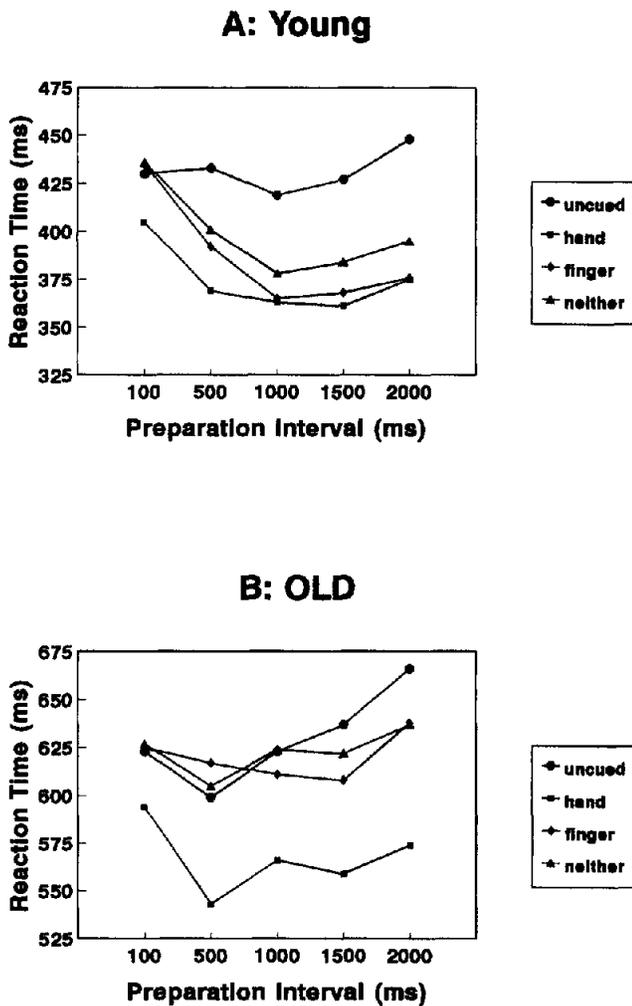 A: Young
475
450
425
400
375
350
325
Reaction Time (ms)
100 500 1000 1500 2000
Preparation Interval (ms)
uncued
hand
finger
neither
B: OLD
675
650
625
600
575
550
525
Reaction Time (ms)
100 500 1000 1500 2000
Preparation Interval (ms)
uncued
hand
finger
neither